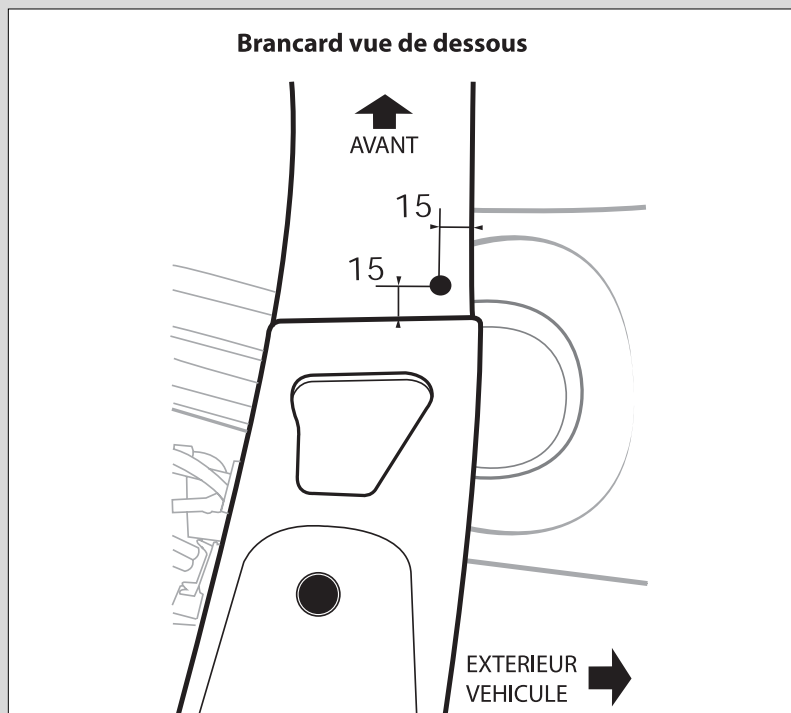 Brancard vue de dessous
AVANT
15
15
EXTERIEUR
VEHICULE